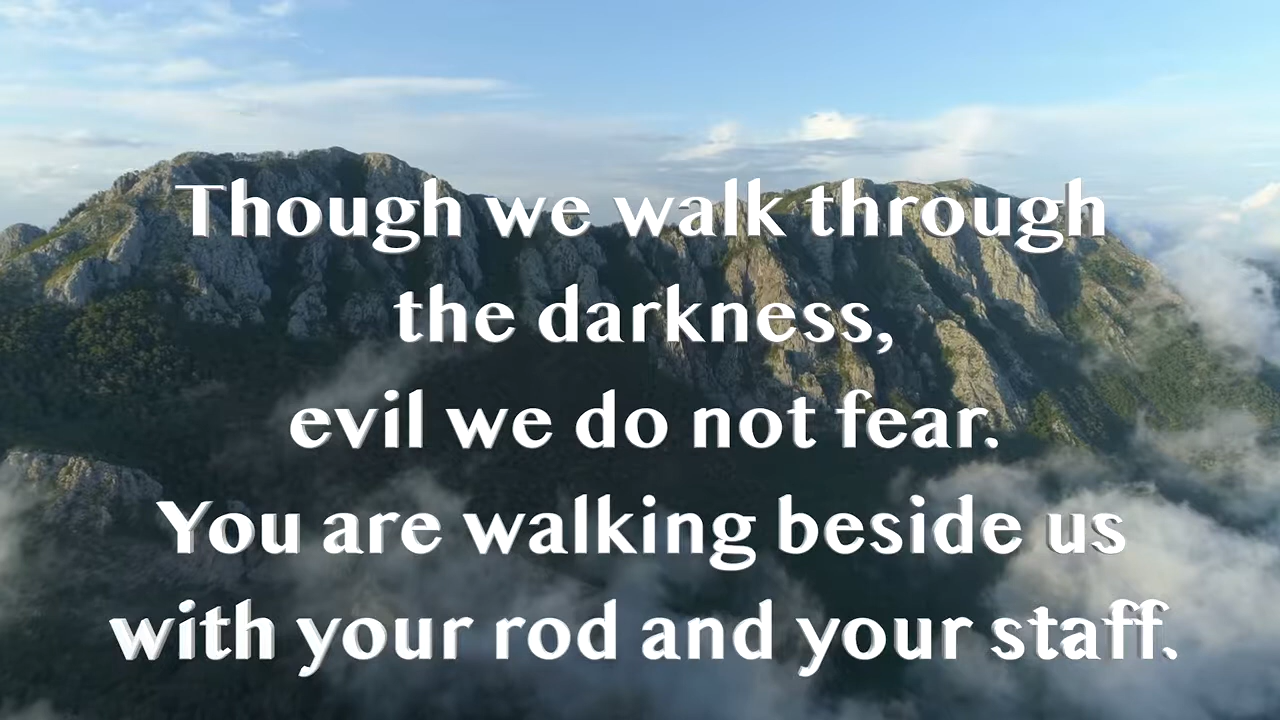 Though we walk through
the darkness,
evil we do not fear.
You are walking beside us
with your rod and your staff.